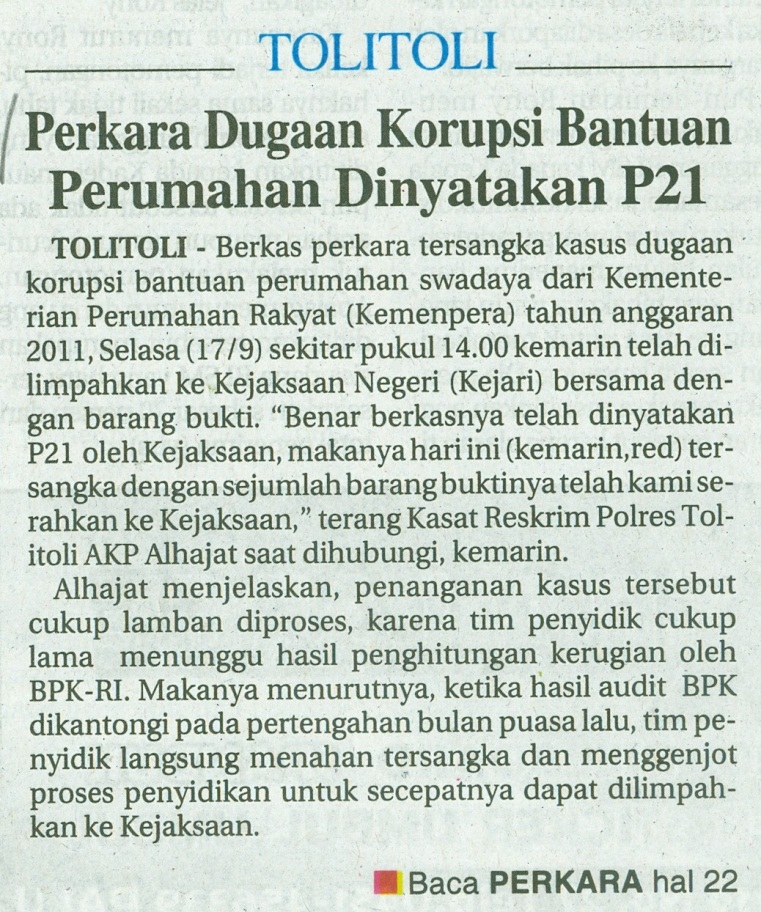 TOLITOLI
Perkara Dugaan Korupsi Bantuan
Perumahan Dinyatakan P21
TOLITOLI - Berkas perkara tersangka kasus dugaan
korupsi bantuan perumahan swadaya dari Kemente-
rian Perumahan Rakyat (Kemenpera) tahun anggaran
2011, Selasa (17/9) sekitar pukul 14.00 kemarin telah di-
limpahkan ke kejaksaan Negeri (Kejari) bersama den-
gan barang bukti. “Benar berkasnya telah dinyatakan
P21 oleh Kejaksaan, makanya hari ini (kemarin,red) ter-
sangka dengan sejumlah barang buktinya telah kami se-
rahkan ke Kejaksaan,” terang Kasat Reskrim Polres Tol-
itoli AKP Alhajat saat dihubungi, kemarin.
Alhajat menjelaskan, penanganan kasus tersebut
cukup lamban diproses, karena tim penyidik cukup
lama menunggu hasil penghitungan kerugian oleh
BPK-RI. Makanya menurutnya, ketika hasil audit BPK
dikantongi pada pertengahan bulan puasa lalu, tim pe-
nyidik langsung menahan tersangka dan menggenjot
proses penyidikan untuk secepatnya dapat dilimpah-
kan ke Kejaksaan.
Baca PERKARA hal 22